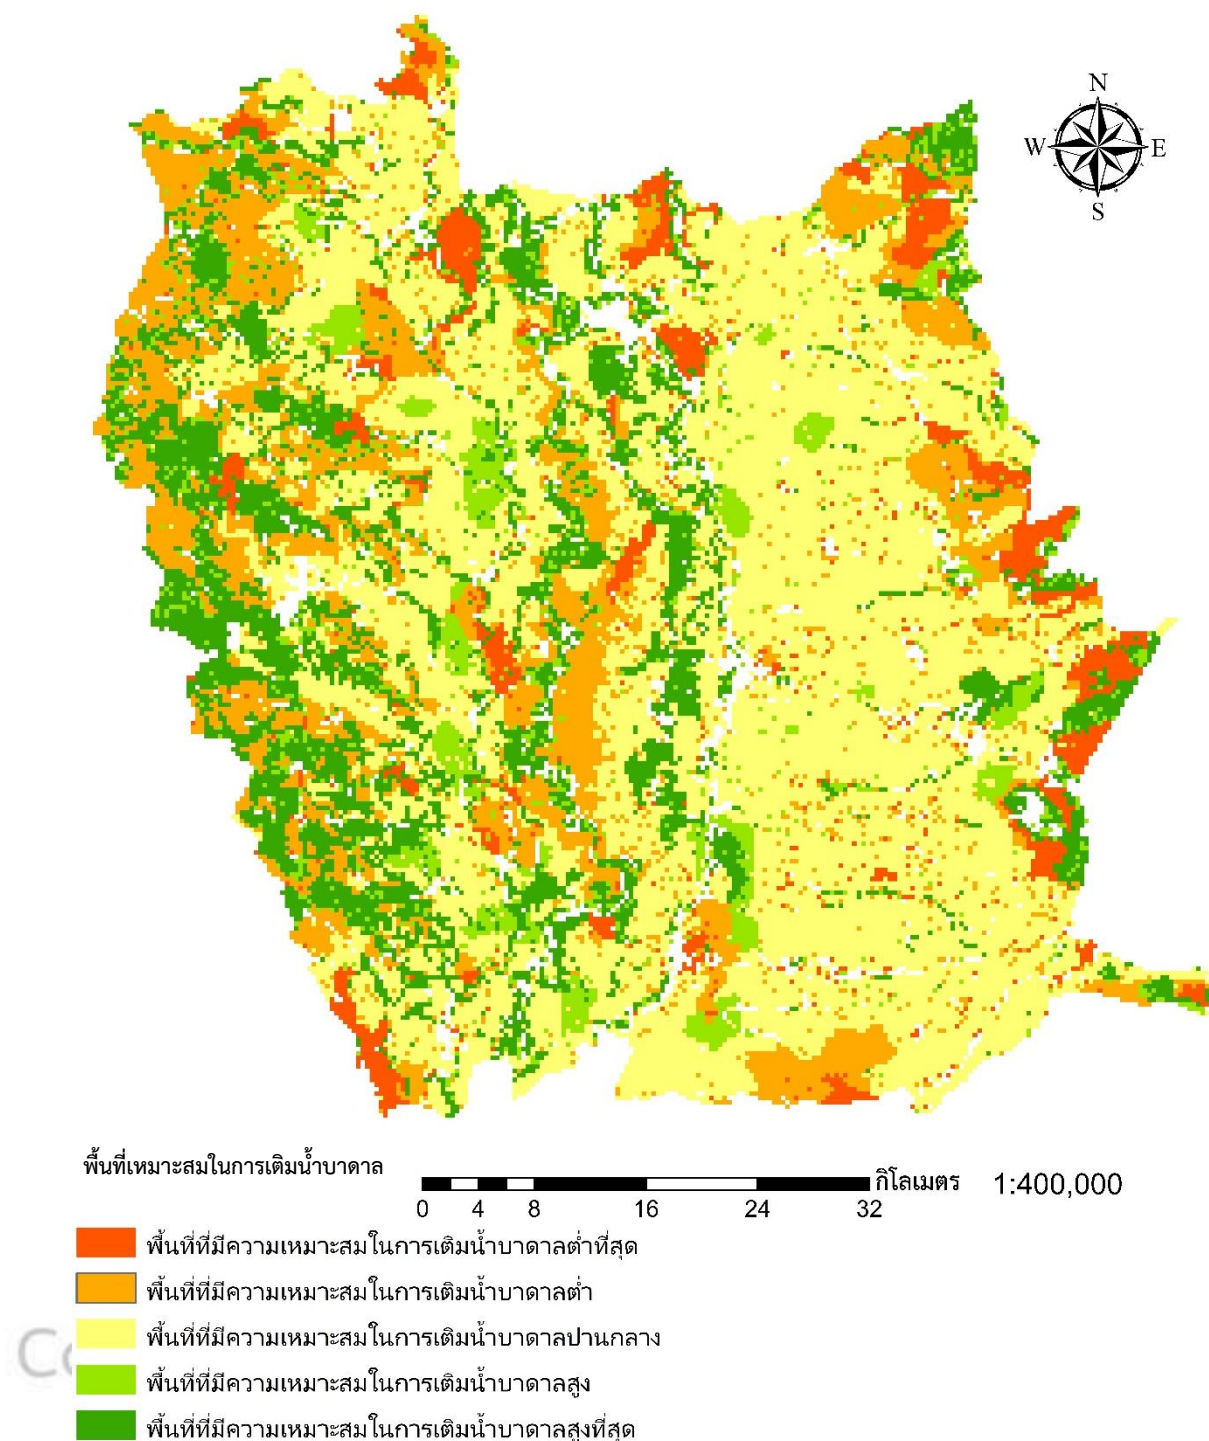 N
W E
S
พื้นที่เหมาะสมในการเติมน้ำบาดาล
กิโลเมตร 1:400,000
0 4 8 16 24 32
พื้นที่ที่มีความเหมาะสมในการเติมน้ำบาดาลต่ำที่สุด
พื้นที่ที่มีความเหมาะสมในการเติมน้ำบาดาลต่ำ
พื้นที่ที่มีความเหมาะสมในการเติมน้ำบาดาลปานกลาง
พื้นที่ที่มีความเหมาะสมในการเติมน้ำบาดาลสูง
พื้นที่ที่มีความเหมาะสมในการเติมน้ำบาดาลสูงที่สุด